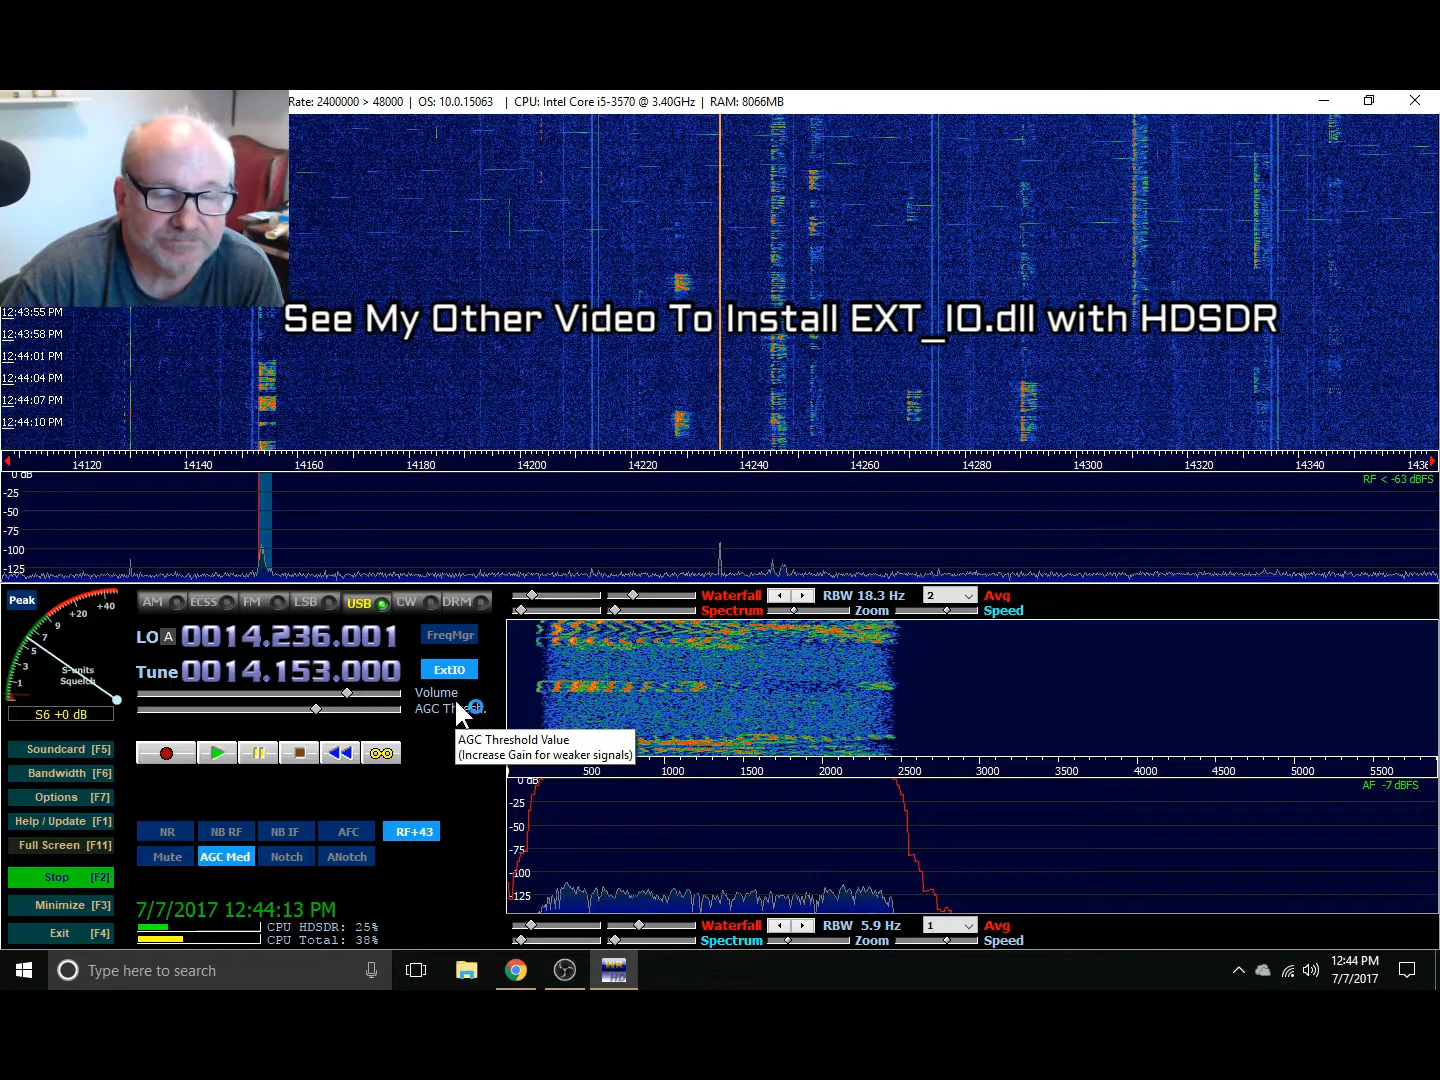 Rate: 2400000 > 48000 | OS: 10.0.15063 | CPU: Intel Core i5-3570 @ 3.40GHz | RAM: 8066MB
See My Other Video To Install EXT_IO.dll with HDSDR
12:43:55 PM
12:43:58 PM
12:44:01 PM
12:44:04 PM
12:44:07 PM
12:44:10 PM
14120 14140 14160 14180 14200 14220 14240 14260 14280 14300 14320 14340
0 dB
RF < -63 dBFS
-25
-50
-75
-100
-125
Peak
+40
+20
9
7
5
3
1
S-units
Squelch
S6 +0 dB
AM ECSS FM LSB USB CW DRM
LO A 0014.236.001
FreqMgr
Tune 0014.153.000
ExtIO
Volume
AGC Thresh.
AGC Threshold Value
(Increase Gain for weaker signals)
Waterfall RBW 18.3 Hz 2 Avg
Spectrum Zoom Speed
Soundcard [F5]
Bandwidth [F6]
Options [F7]
Help / Update [F1]
Full Screen [F11]
Stop [F2]
Minimize [F3]
Exit [F4]
NR NB RF NB IF AFC RF+43
Mute AGC Med Notch ANotch
7/7/2017 12:44:13 PM
CPU HDSDR: 25%
CPU Total: 38%
500 1000 1500 2000 2500 3000 3500 4000 4500 5000 5500
0 dB
AF -7 dBFS
-25
-50
-75
-100
-125
Waterfall RBW 5.9 Hz 1 Avg
Spectrum Zoom Speed
Type here to search
12:44 PM
7/7/2017